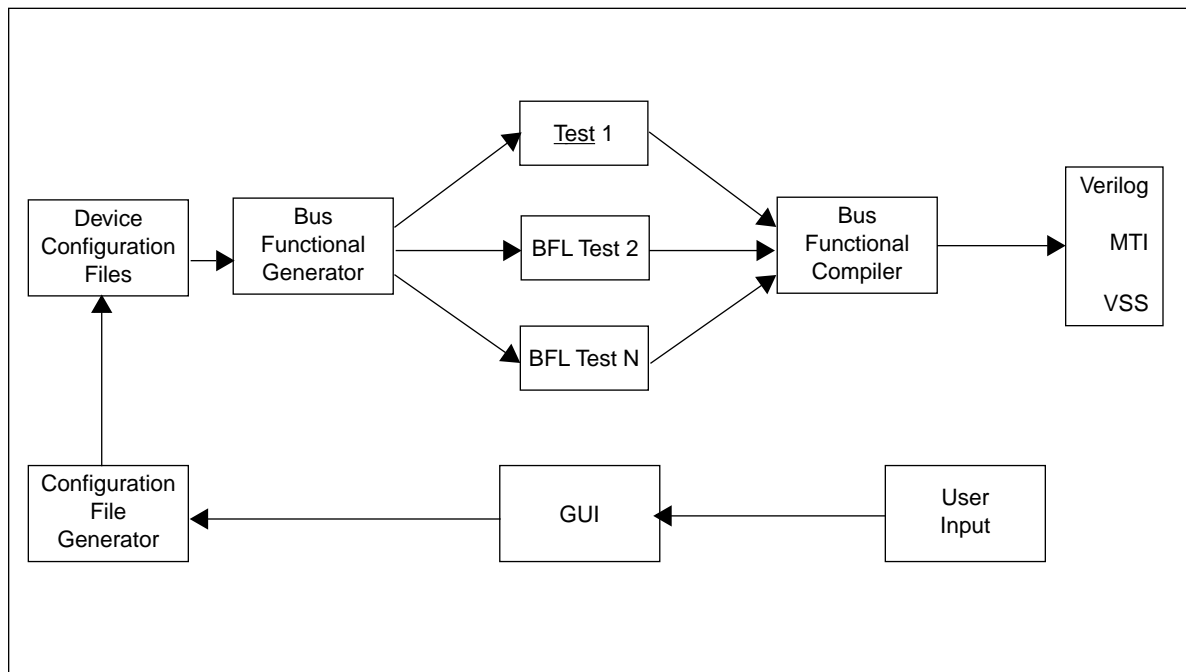 Test 1
Device
Configuration
Files
Bus
Functional
Generator
BFL Test 2
Bus
Functional
Compiler
Verilog
MTI
VSS
BFL Test N
Configuration
File
Generator
GUI
User
Input